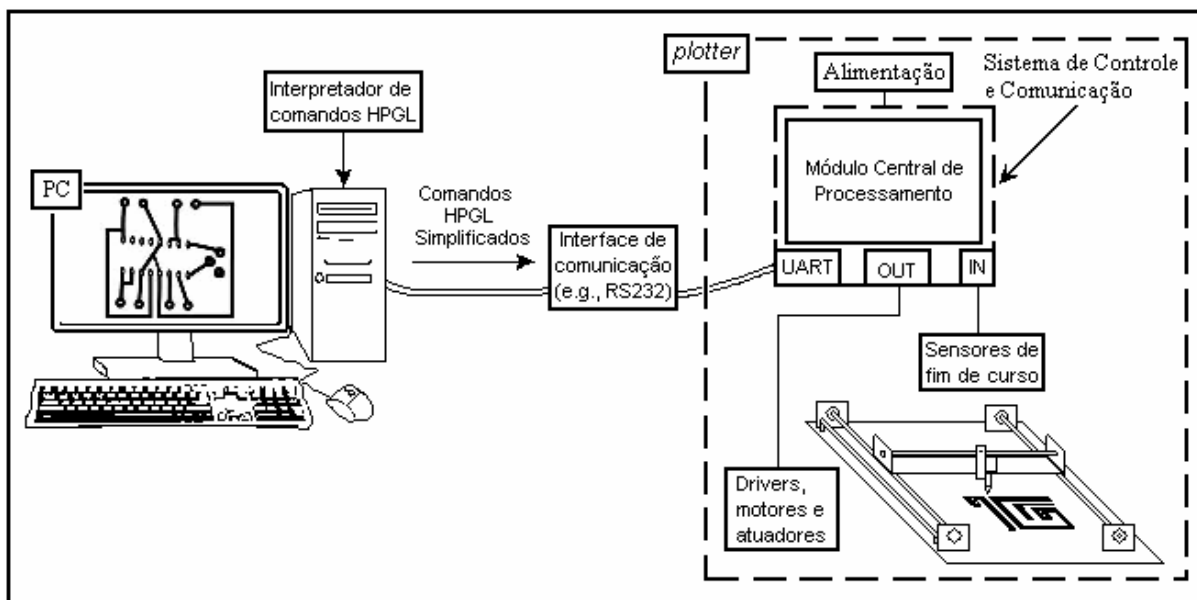 plotter
Alimentação
Sistema de Controle
e Comunicação
Interpretador de
comandos HPGL
Módulo Central de
Processamento
PC
Comandos
HPGL
Simplificados
Interface de
comunicação
(e.g., RS232)
UART
OUT
IN
Sensores de
fim de curso
Drivers,
motores e
atuadores